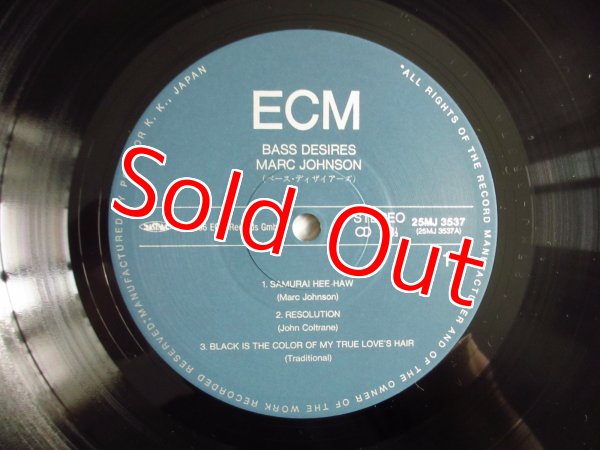 ECM
BASS DESIRES
MARC JOHNSON
(ベース・ディザイアーズ)
STEREO
25MJ 3537
(25MJ 3537A)
1
Sold Out
1. SAMURAI HEE-HAW
(Marc Johnson)
2. RESOLUTION
(John Coltrane)
3. BLACK IS THE COLOR OF MY TRUE LOVE'S HAIR
(Traditional)
*ALL RIGHTS OF THE RECORD MANUFACTURER AND OF THE OWNER OF THE WORK RECORDED RESERVED*MANUFACTURED K. K., JAPAN